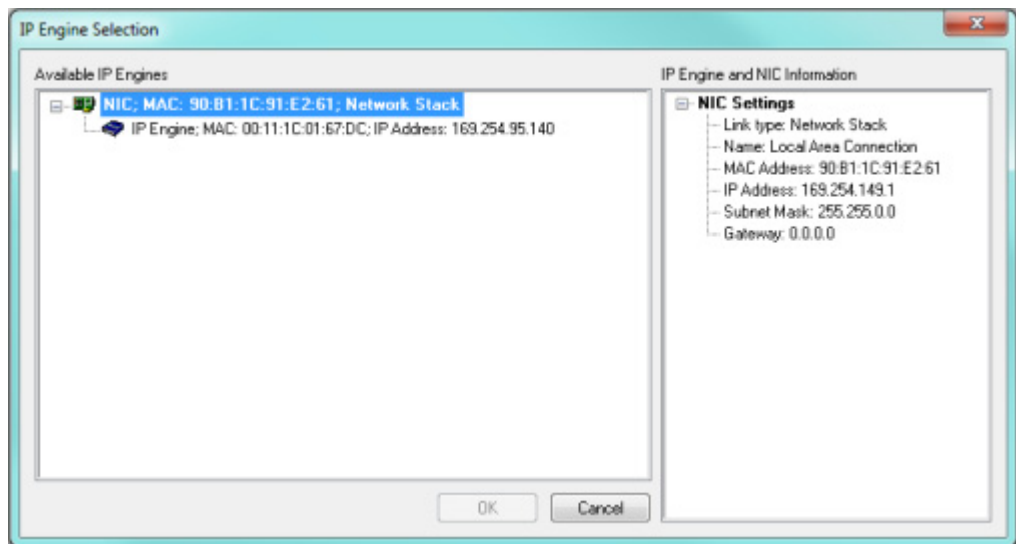 IP Engine Selection
Available IP Engines
NIC; MAC: 90:B1:1C:91:E2:61; Network Stack
IP Engine; MAC: 00:11:1C:01:67:DC; IP Address: 169.254.95.140
IP Engine and NIC Information
NIC Settings
Link type: Network Stack
Name: Local Area Connection
MAC Address: 90:B1:1C:91:E2:61
IP Address: 169.254.149.1
Subnet Mask: 255.255.0.0
Gateway: 0.0.0.0
OK
Cancel